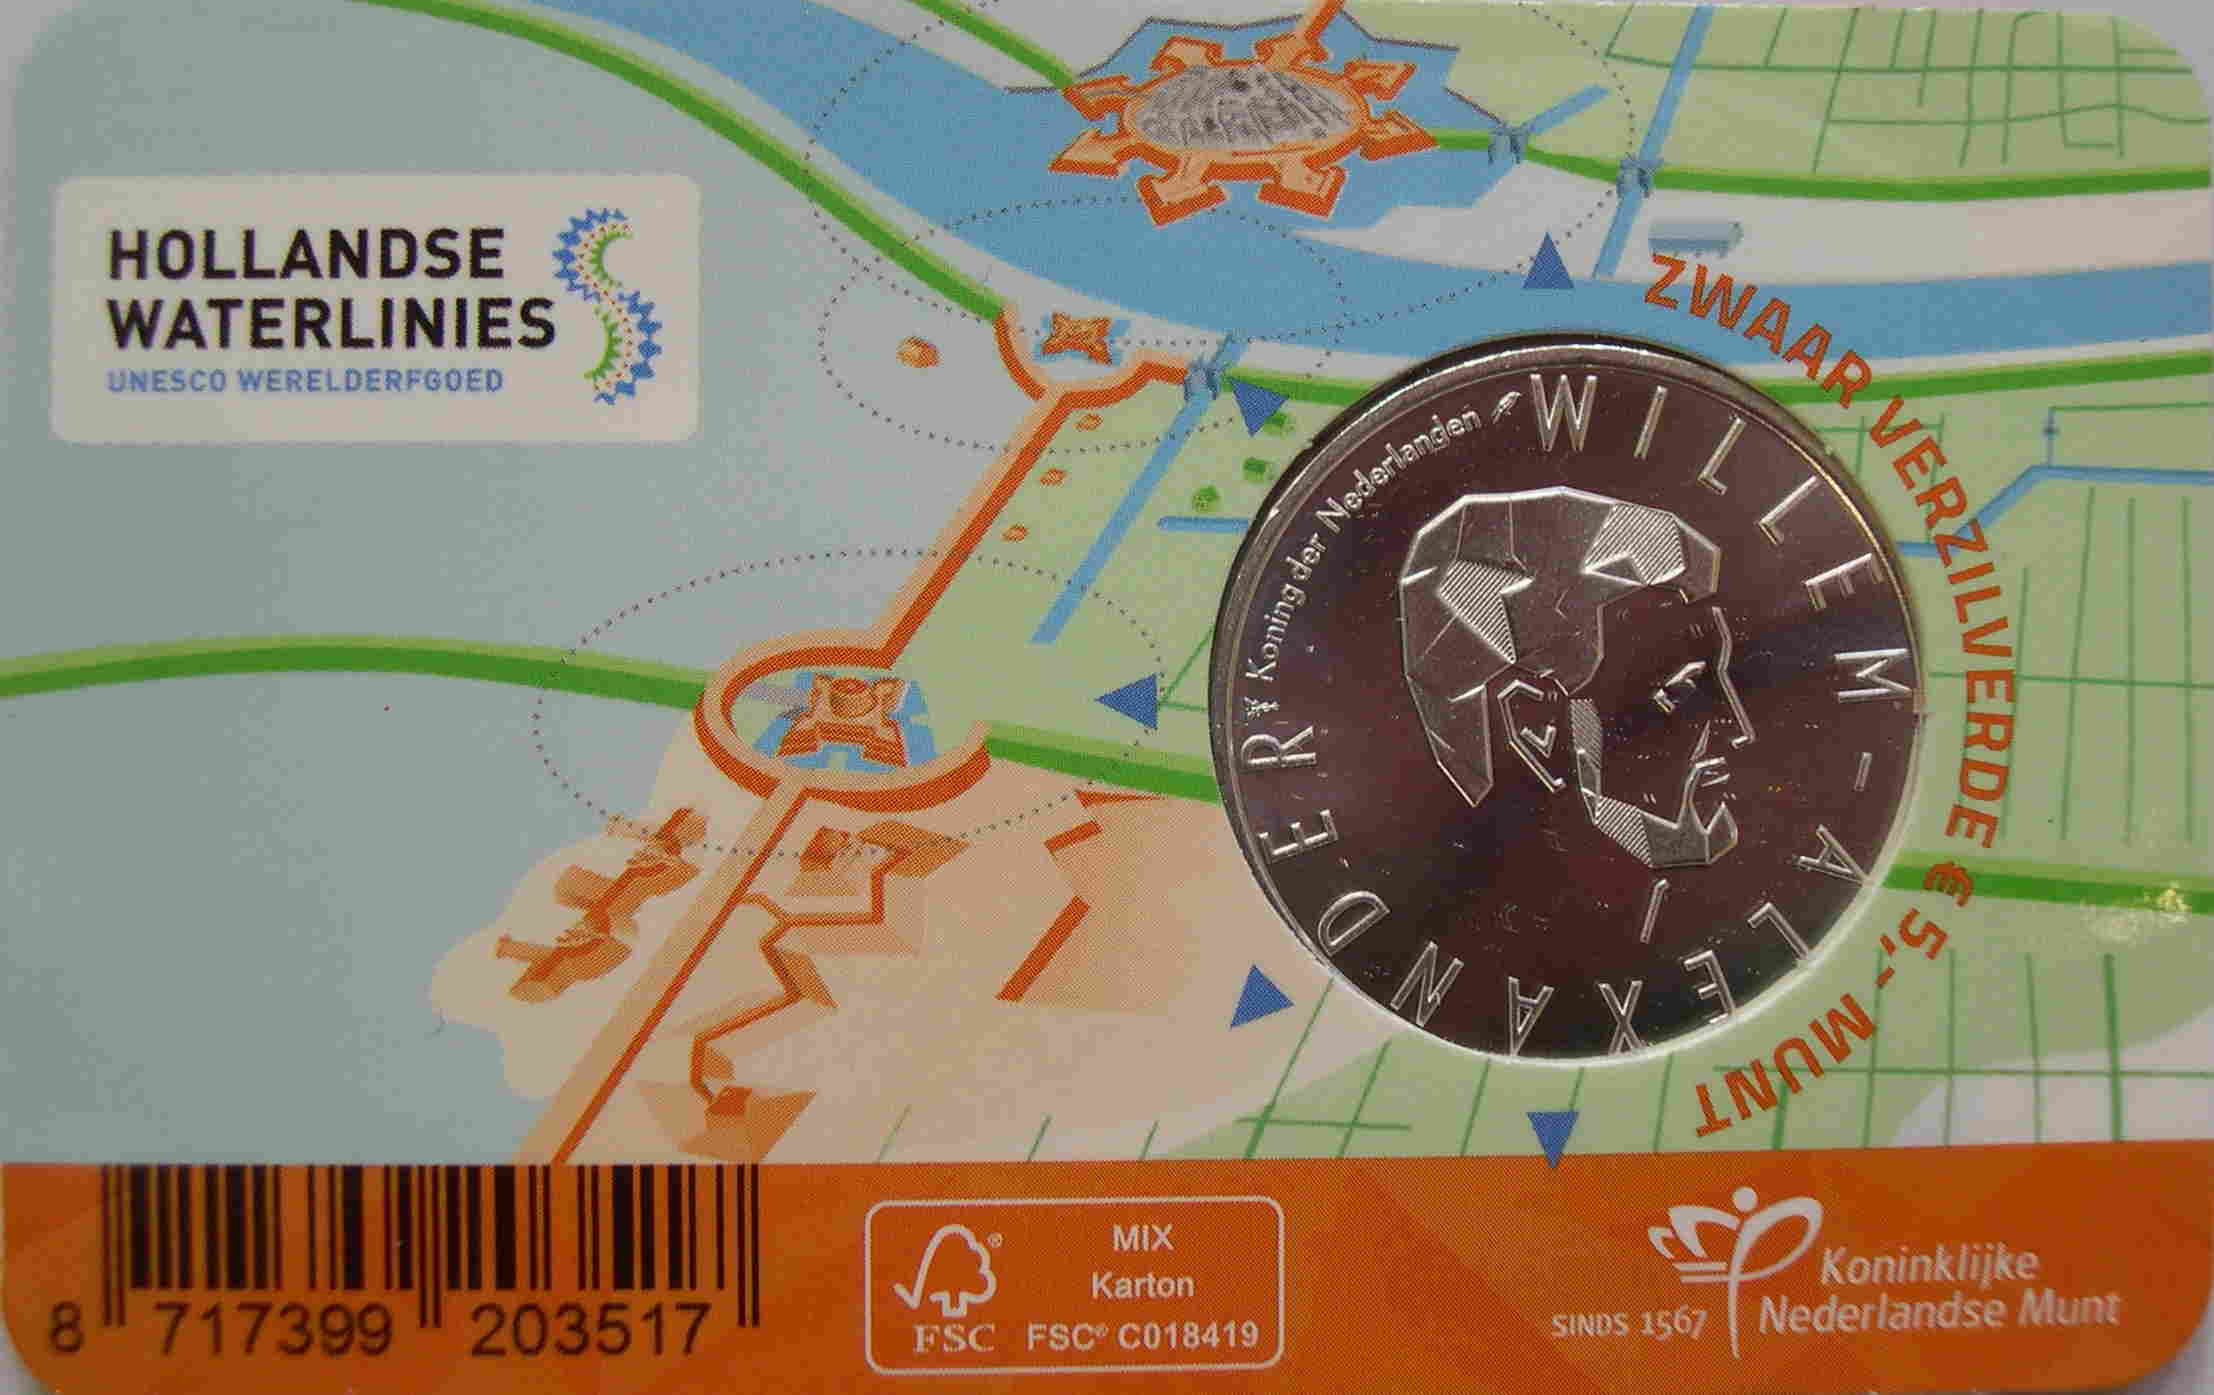 HOLLANDSE
WATERLINIES
UNESCO WERELDERFGOED
ZWAAR VERZILVERDE € 5,- MUNT
WILLEM-ALEXANDER
Koning der Nederlanden
8 717399 203517
FSC®
MIX
Karton
FSC® C018419
SINDS 1567
Koninklijke
Nederlandse Munt